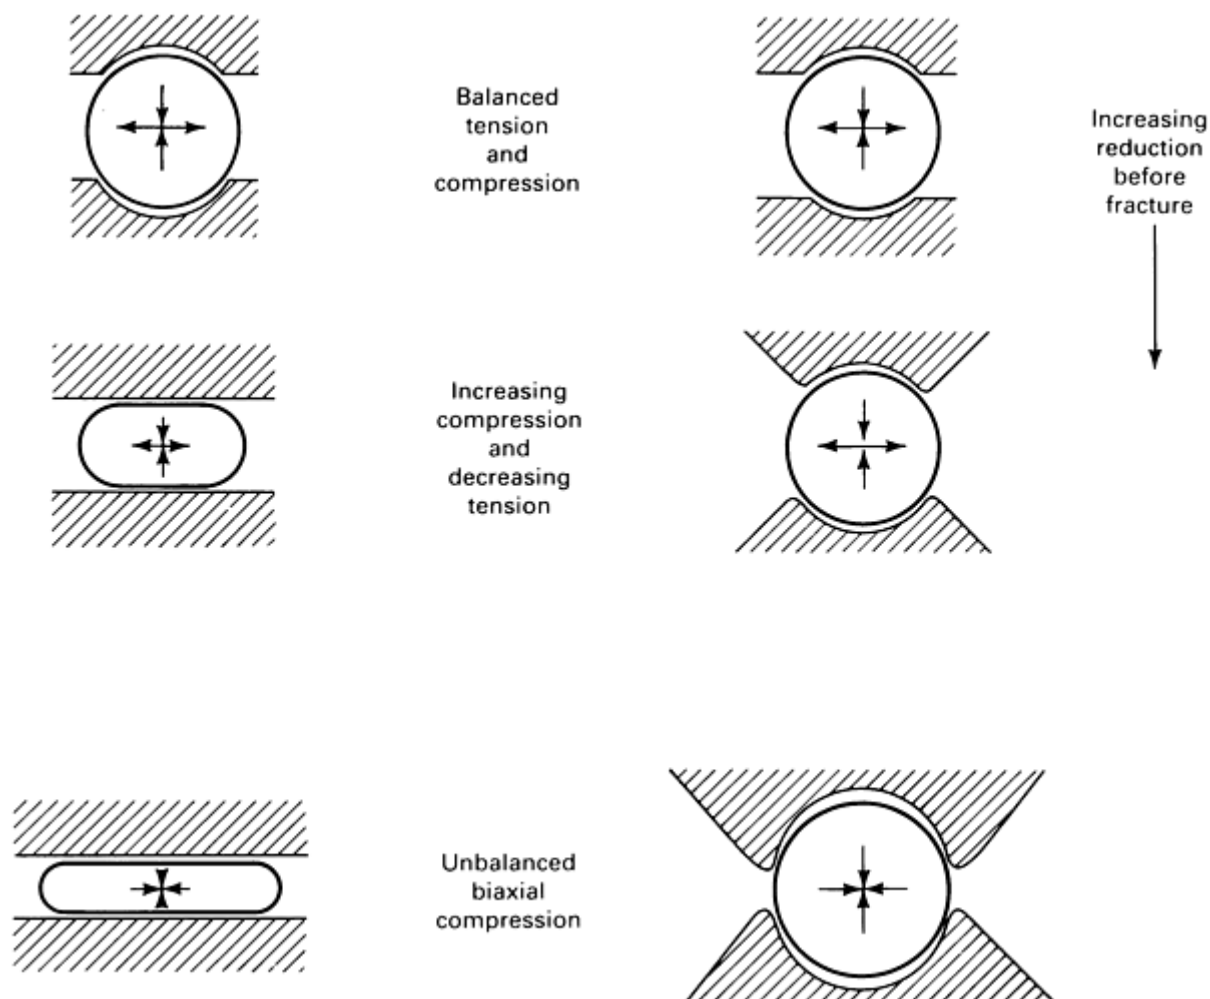 Balanced
tension
and
compression
Increasing
reduction
before
fracture
Increasing
compression
and
decreasing
tension
Unbalanced
biaxial
compression